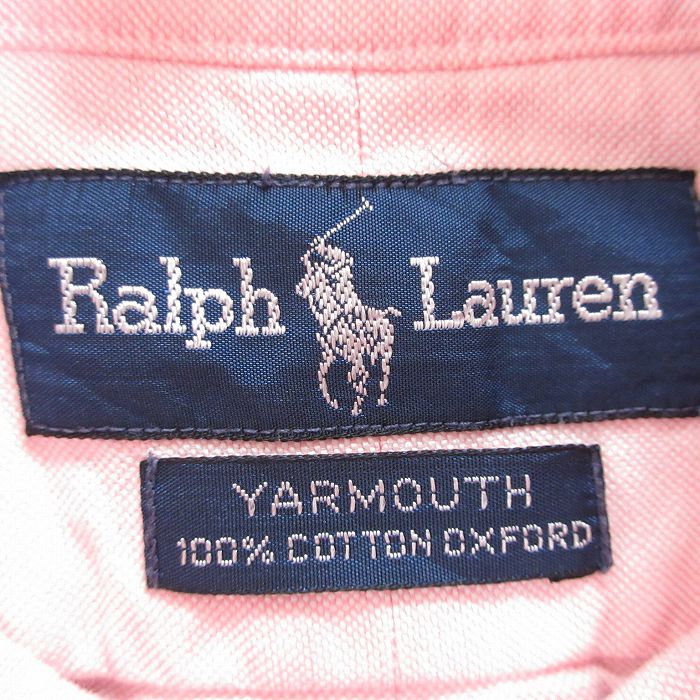 Ralph Lauren
YARMOUTH
100% COTTON OXFORD